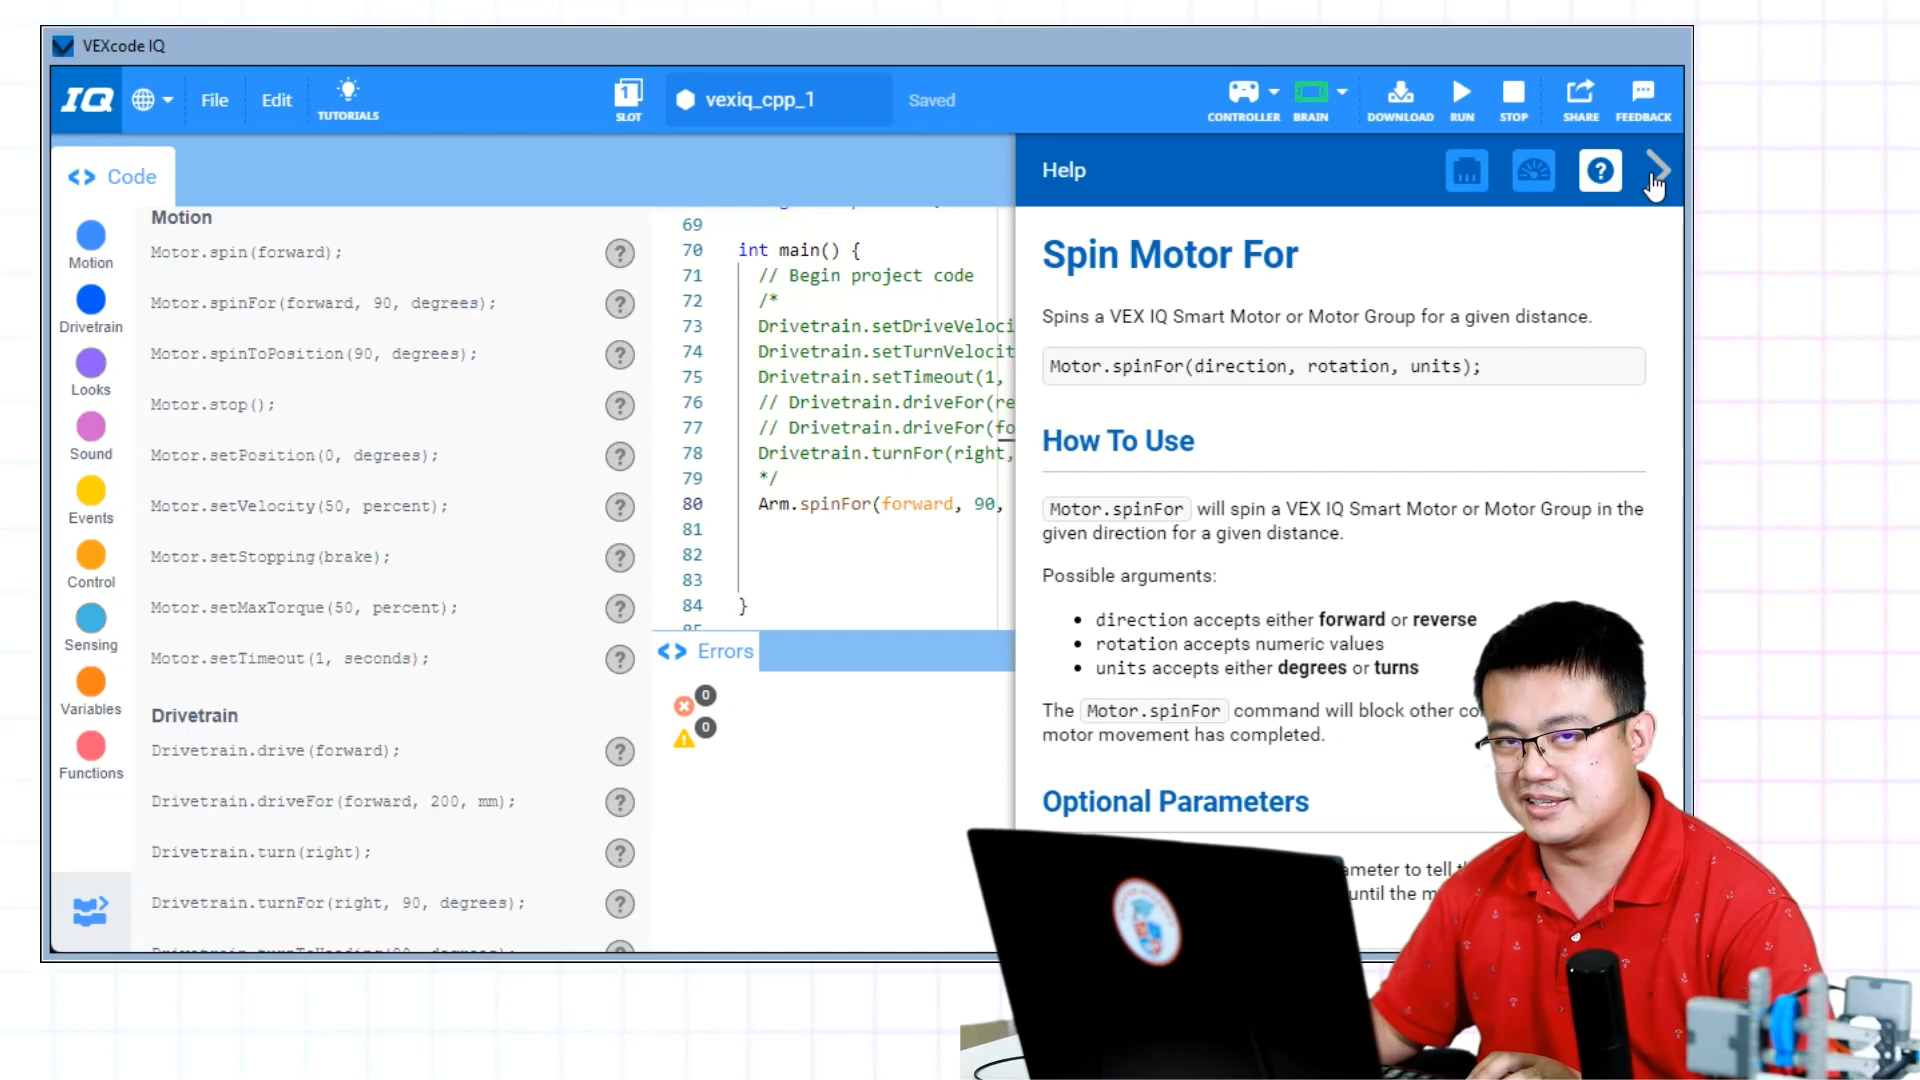 VEXcode IQ
IQ
File
Edit
TUTORIALS
1
SLOT
vexiq_cpp_1
Saved
CONTROLLER
BRAIN
DOWNLOAD
RUN
STOP
SHARE
FEEDBACK
<> Code
Help
?
Motion
Drivetrain
Looks
Sound
Events
Control
Sensing
Variables
Functions
Motion
Motor.spin(forward); ?
Motor.spinFor(forward, 90, degrees); ?
Motor.spinToPosition(90, degrees); ?
Motor.stop(); ?
Motor.setPosition(0, degrees); ?
Motor.setVelocity(50, percent); ?
Motor.setStopping(brake); ?
Motor.setMaxTorque(50, percent); ?
Motor.setTimeout(1, seconds); ?
Drivetrain
Drivetrain.drive(forward); ?
Drivetrain.driveFor(forward, 200, mm); ?
Drivetrain.turn(right); ?
Drivetrain.turnFor(right, 90, degrees); ?
69
70 int main() {
71 // Begin project code
72 /*
73 Drivetrain.setDriveVeloci
74 Drivetrain.setTurnVelocit
75 Drivetrain.setTimeout(1,
76 // Drivetrain.driveFor(re
77 // Drivetrain.driveFor(fo
78 Drivetrain.turnFor(right,
79 */
80 Arm.spinFor(forward, 90,
81
82
83
84 }
<> Errors
0
0
Spin Motor For
Spins a VEX IQ Smart Motor or Motor Group for a given distance.
Motor.spinFor(direction, rotation, units);
How To Use
Motor.spinFor will spin a VEX IQ Smart Motor or Motor Group in the
given direction for a given distance.
Possible arguments:
• direction accepts either forward or reverse
• rotation accepts numeric values
• units accepts either degrees or turns
The Motor.spinFor command will block other co
motor movement has completed.
Optional Parameters
ameter to tell
until the m